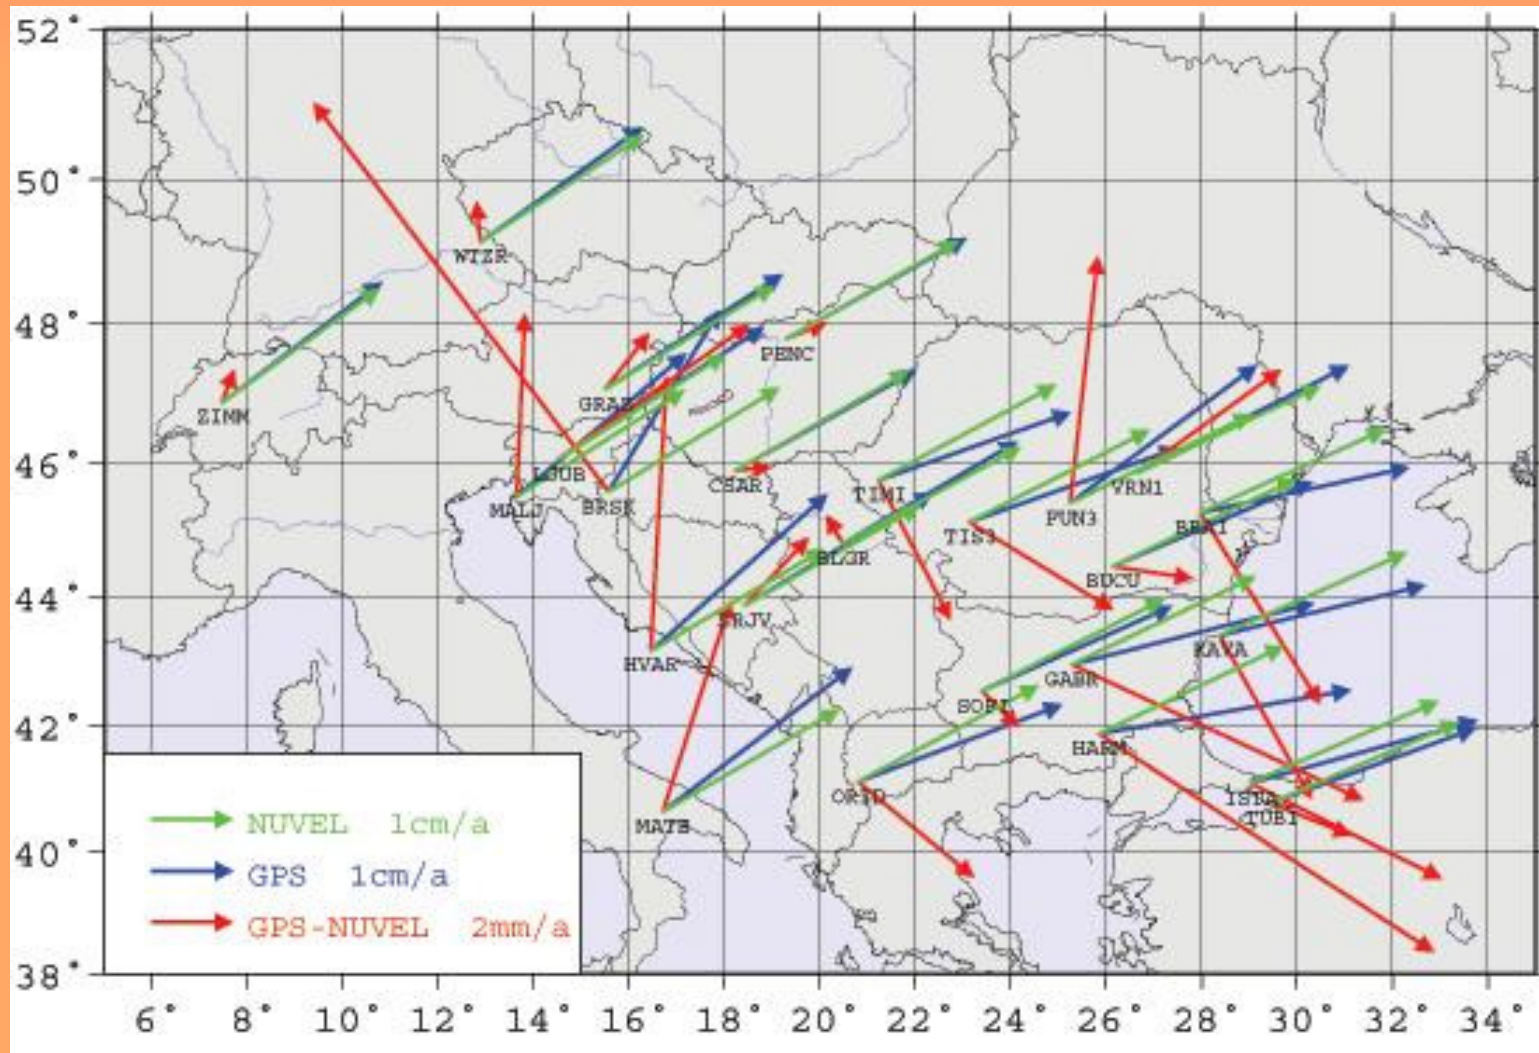 52°
50°
WTZR
48°
PENC
ZIMM
GRAZ
46°
LJUB
CSAR
TIMI
VRN1
MALJ
BRSK
PUN3
TIS3
BRAI
BLGR
BUCU
44°
SRJV
HVAR
KAVA
GABR
SOFI
42°
HARM
ORID
ISTA
TUBI
MATE
NUVEL 1cm/a
40°
GPS 1cm/a
GPS-NUVEL 2mm/a
38°
6° 8° 10° 12° 14° 16° 18° 20° 22° 24° 26° 28° 30° 32° 34°